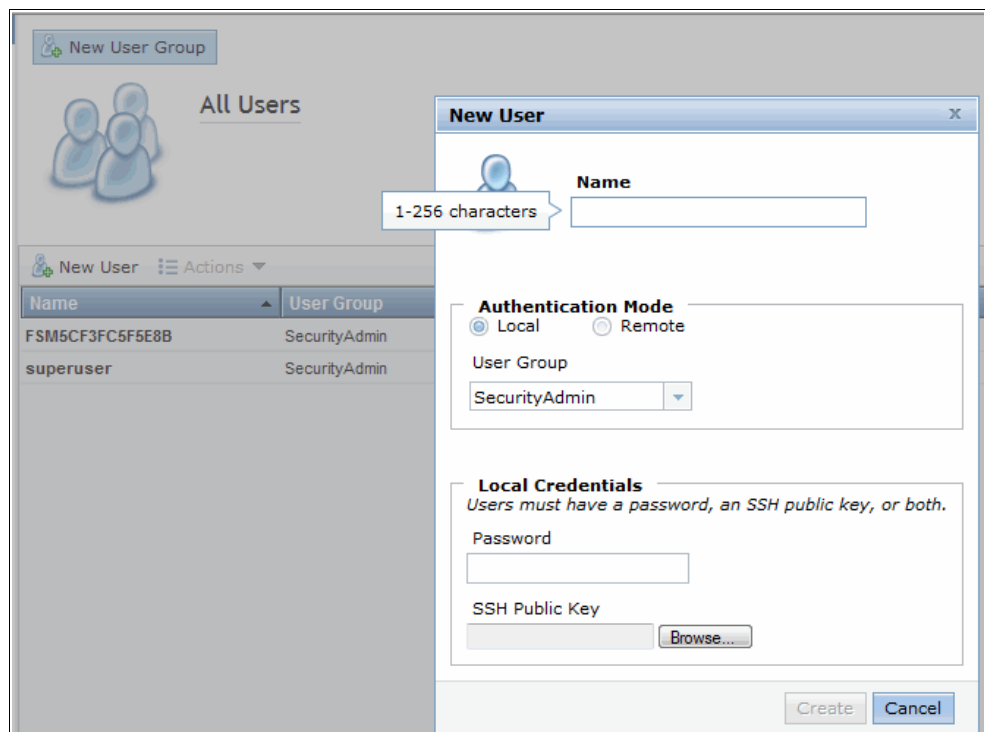 New User Group
All Users
New User Actions
Name User Group
FSM5CF3FC5F5E8B SecurityAdmin
superuser SecurityAdmin
New User x
Name
1-256 characters
Authentication Mode
Local Remote
User Group
SecurityAdmin
Local Credentials
Users must have a password, an SSH public key, or both.
Password
SSH Public Key
Browse...
Create Cancel